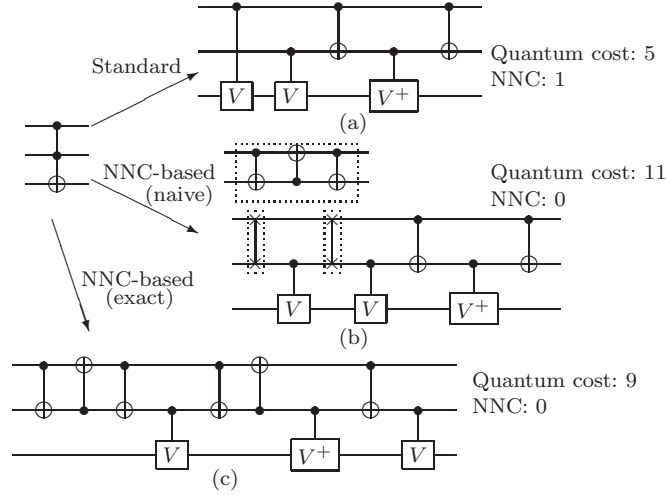 Standard
V
V
V+
Quantum cost: 5
NNC: 1
(a)
NNC-based
(naive)
Quantum cost: 11
NNC: 0
V
V
V+
(b)
NNC-based
(exact)
Quantum cost: 9
NNC: 0
V
V+
V
(c)